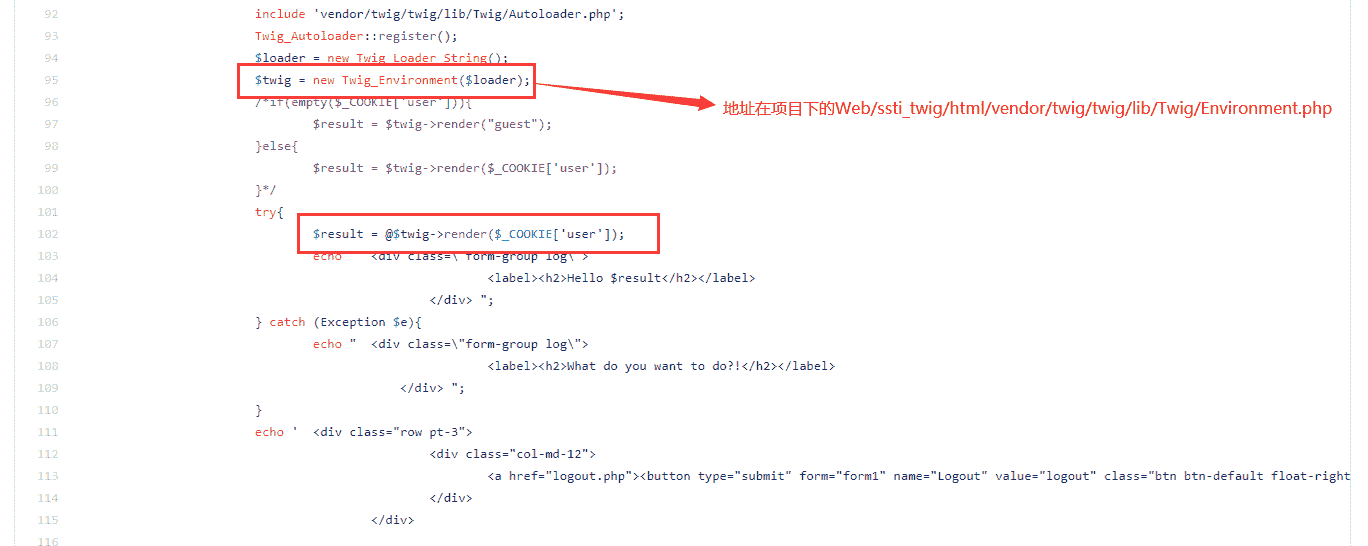 92 include 'vendor/twig/twig/lib/Twig/Autoloader.php';
93 Twig_Autoloader::register();
94 $loader = new Twig_Loader_String();
95 $twig = new Twig_Environment($loader);
地址在项目下的Web/ssti_twig/html/vendor/twig/twig/lib/Twig/Environment.php
96 /*if(empty($_COOKIE['user'])){
97 $result = $twig->render("guest");
98 }else{
99 $result = $twig->render($_COOKIE['user']);
100 }*/
101 try{
102 $result = @$twig->render($_COOKIE['user']);
103 echo <div class=\"form-group log\">
104 <label><h2>Hello $result</h2></label>
105 </div> ";
106 } catch (Exception $e){
107 echo " <div class=\"form-group log\">
108 <label><h2>What do you want to do?!</h2></label>
109 </div> ";
110 }
111 echo ' <div class="row pt-3">
112 <div class="col-md-12">
113 <a href="logout.php"><button type="submit" form="form1" name="Logout" value="logout" class="btn btn-default float-right
114 </div>
115 </div>
116